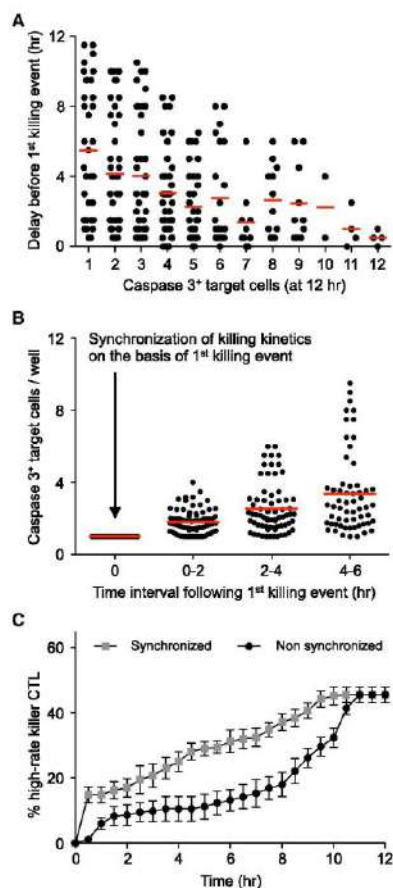 A
Delay before 1st killing event (hr)
12
8
4
0
1 2 3 4 5 6 7 8 9 10 11 12
Caspase 3+ target cells (at 12 hr)
B
Caspase 3+ target cells / well
12
8
4
0
Synchronization of killing kinetics
on the basis of 1st killing event
0 0-2 2-4 4-6
Time interval following 1st killing event (hr)
C
% high-rate killer CTL
60
40
20
0
Synchronized Non synchronized
0 2 4 6 8 10 12
Time (hr)